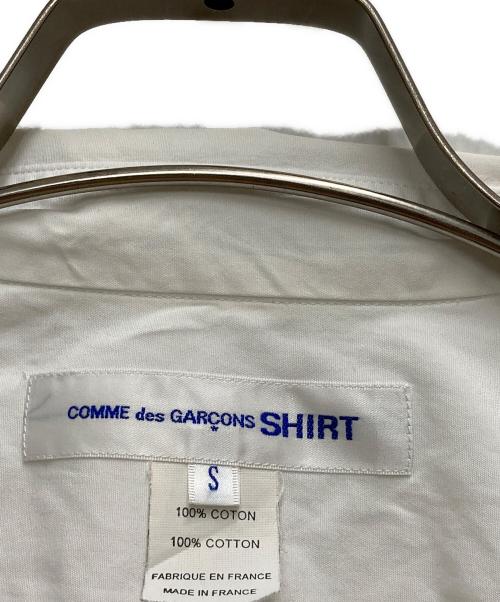 COMME des GARÇONS SHIRT
*
S
100% COTON
100% COTTON
FABRIQUE EN FRANCE
MADE IN FRANCE